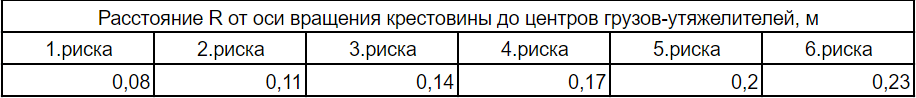 Расстояние R от оси вращения крестовины до центров грузов-утяжелителей, м
1.риска 2.риска 3.риска 4.риска 5.риска 6.риска
0,08 0,11 0,14 0,17 0,2 0,23